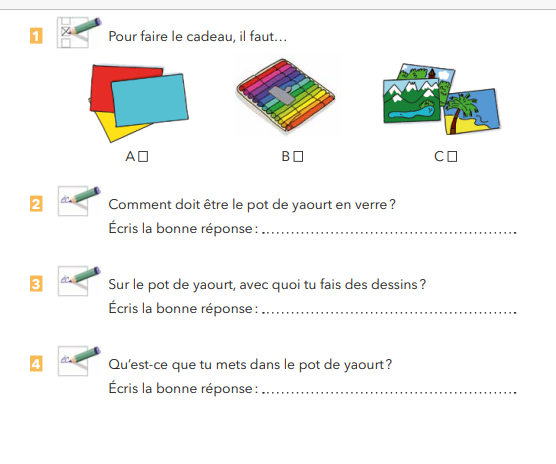 1 Pour faire le cadeau, il faut…
A □ B □ C □
2 Comment doit être le pot de yaourt en verre ?
Écris la bonne réponse : ........................................................
3 Sur le pot de yaourt, avec quoi tu fais des dessins ?
Écris la bonne réponse : ........................................................
4 Qu’est-ce que tu mets dans le pot de yaourt ?
Écris la bonne réponse : ........................................................